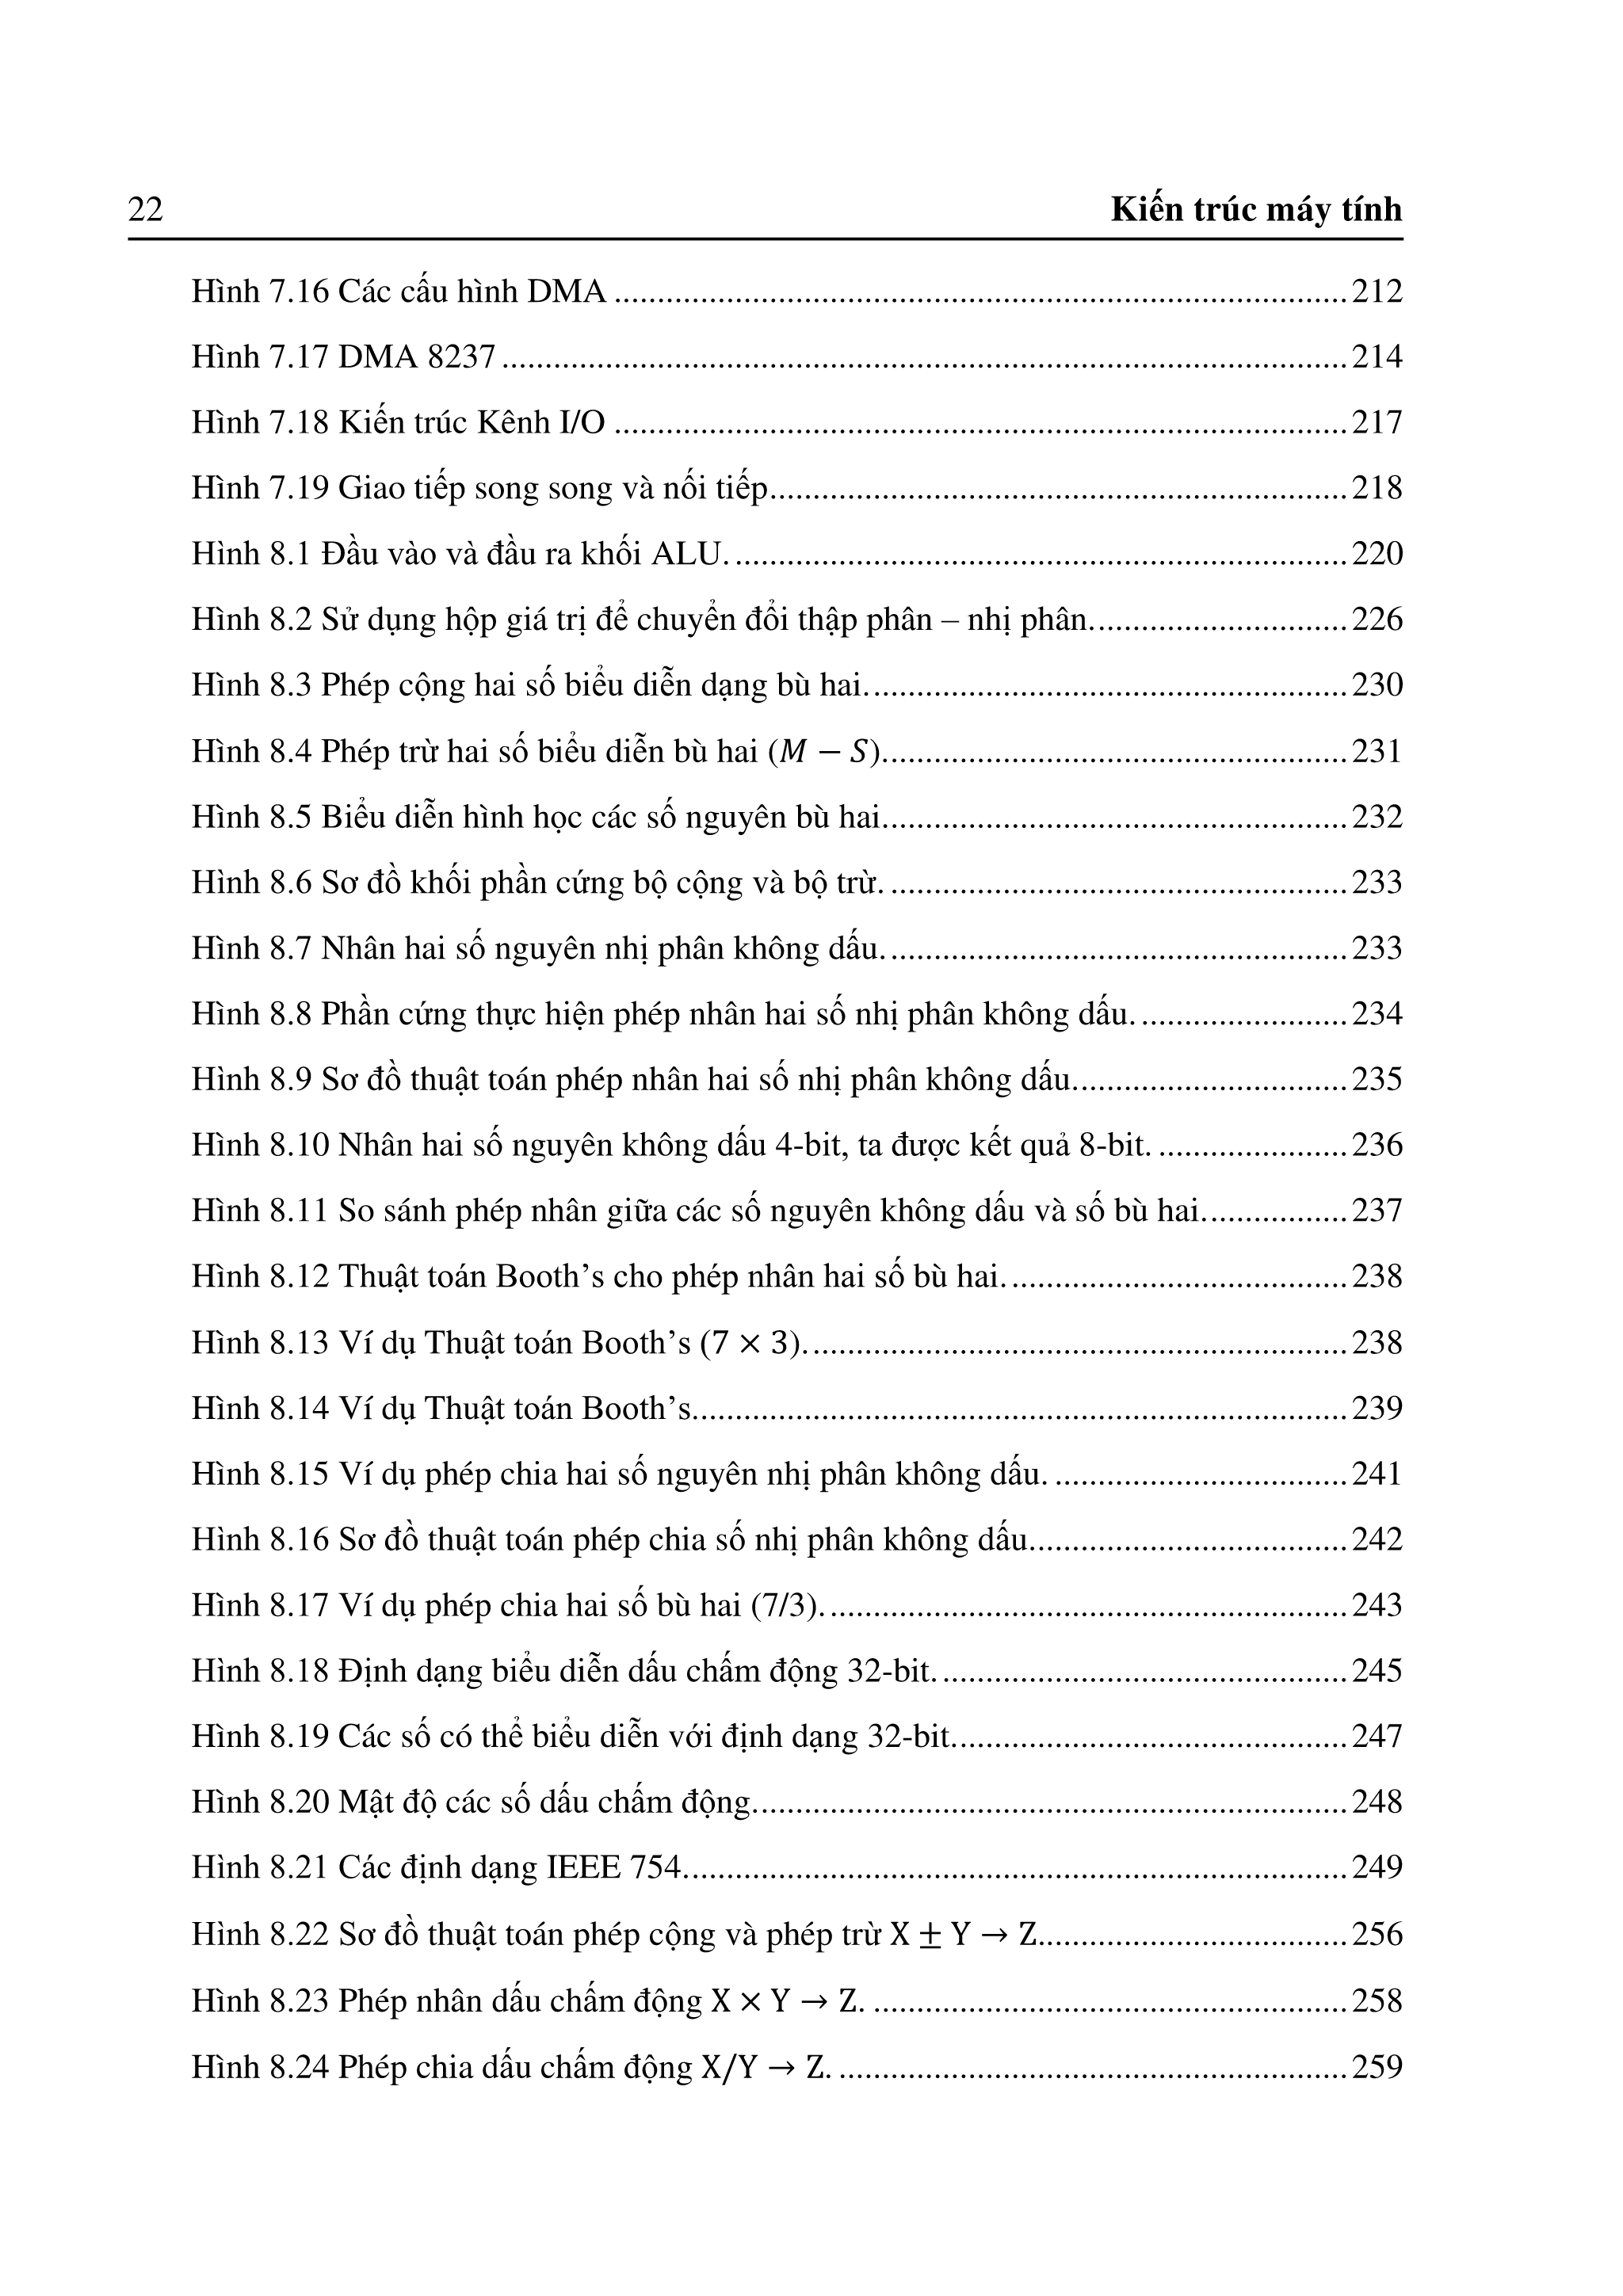 22 Kiến trúc máy tính
Hình 7.16 Các cấu hình DMA ........................................ 212
Hình 7.17 DMA 8237 ........................................ 214
Hình 7.18 Kiến trúc Kênh I/O ........................................ 217
Hình 7.19 Giao tiếp song song và nối tiếp ........................................ 218
Hình 8.1 Đầu vào và đầu ra khối ALU. ........................................ 220
Hình 8.2 Sử dụng hộp giá trị để chuyển đổi thập phân – nhị phân. ........................................ 226
Hình 8.3 Phép cộng hai số biểu diễn dạng bù hai. ........................................ 230
Hình 8.4 Phép trừ hai số biểu diễn bù hai (M − S). ........................................ 231
Hình 8.5 Biểu diễn hình học các số nguyên bù hai. ........................................ 232
Hình 8.6 Sơ đồ khối phần cứng bộ cộng và bộ trừ. ........................................ 233
Hình 8.7 Nhân hai số nguyên nhị phân không dấu. ........................................ 233
Hình 8.8 Phần cứng thực hiện phép nhân hai số nhị phân không dấu. ........................................ 234
Hình 8.9 Sơ đồ thuật toán phép nhân hai số nhị phân không dấu. ........................................ 235
Hình 8.10 Nhân hai số nguyên không dấu 4-bit, ta được kết quả 8-bit. ........................................ 236
Hình 8.11 So sánh phép nhân giữa các số nguyên không dấu và số bù hai. ........................................ 237
Hình 8.12 Thuật toán Booth’s cho phép nhân hai số bù hai. ........................................ 238
Hình 8.13 Ví dụ Thuật toán Booth’s (7 × 3). ........................................ 238
Hình 8.14 Ví dụ Thuật toán Booth’s. ........................................ 239
Hình 8.15 Ví dụ phép chia hai số nguyên nhị phân không dấu. ........................................ 241
Hình 8.16 Sơ đồ thuật toán phép chia số nhị phân không dấu. ........................................ 242
Hình 8.17 Ví dụ phép chia hai số bù hai (7/3). ........................................ 243
Hình 8.18 Định dạng biểu diễn dấu chấm động 32-bit. ........................................ 245
Hình 8.19 Các số có thể biểu diễn với định dạng 32-bit. ........................................ 247
Hình 8.20 Mật độ các số dấu chấm động. ........................................ 248
Hình 8.21 Các định dạng IEEE 754. ........................................ 249
Hình 8.22 Sơ đồ thuật toán phép cộng và phép trừ X ± Y → Z. ........................................ 256
Hình 8.23 Phép nhân dấu chấm động X × Y → Z. ........................................ 258
Hình 8.24 Phép chia dấu chấm động X/Y → Z. ........................................ 259